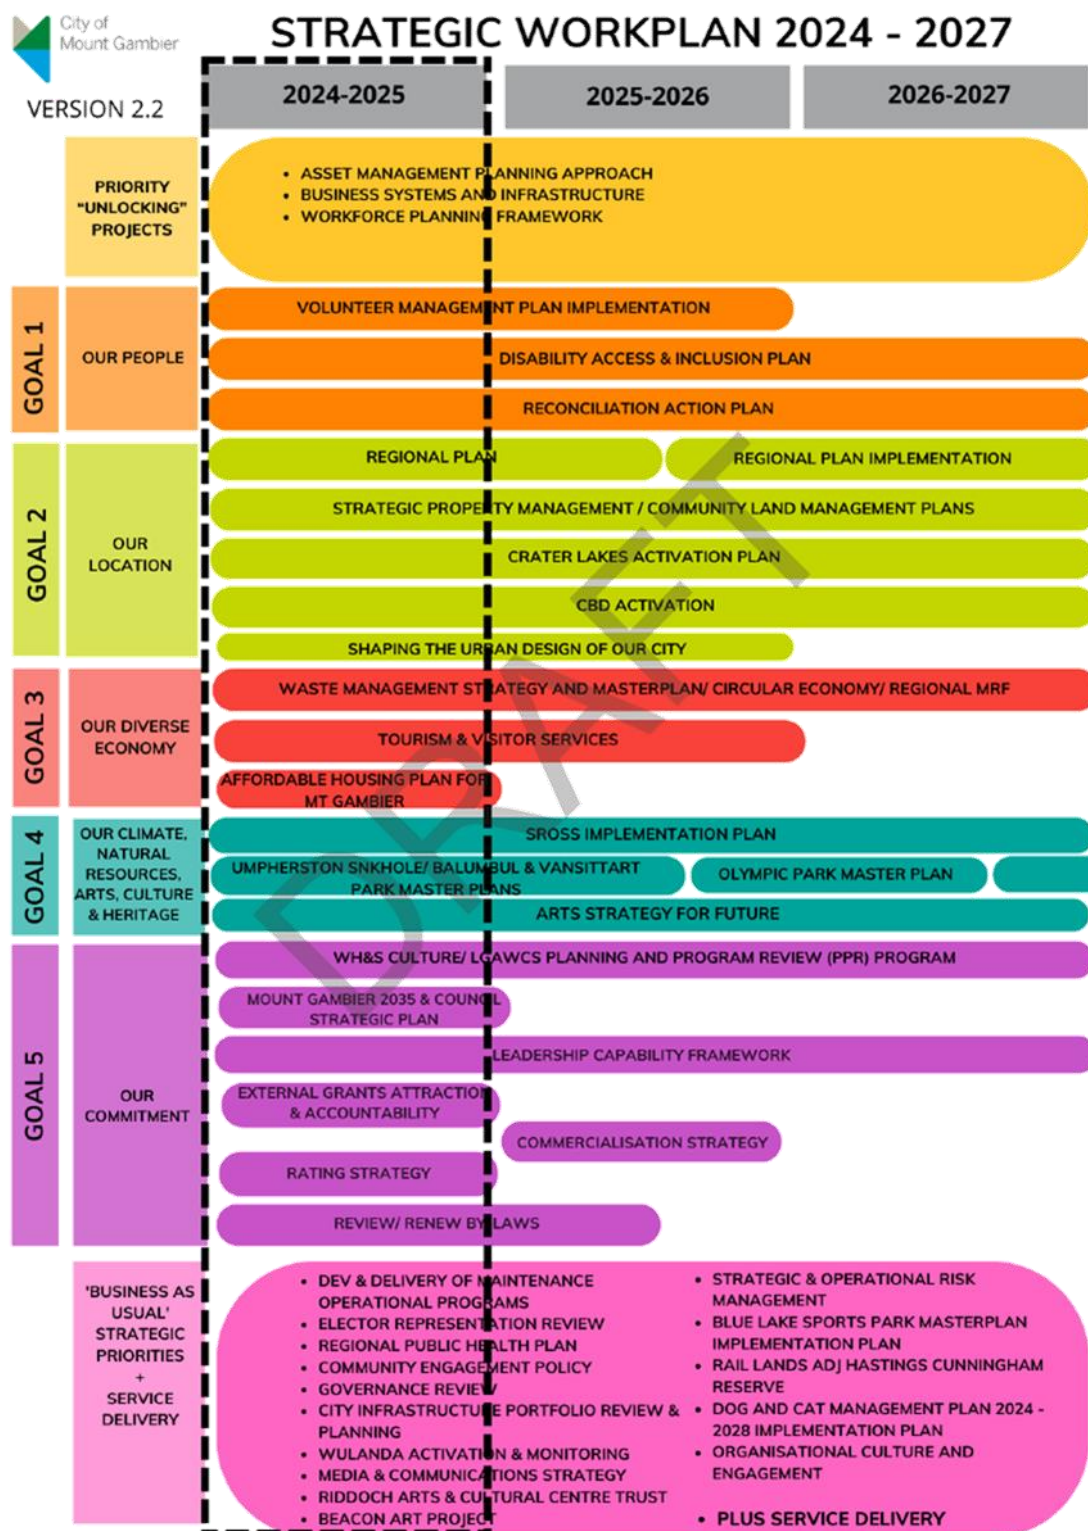 City of
Mount Gambier
STRATEGIC WORKPLAN 2024 - 2027
VERSION 2.2
2024-2025
2025-2026
2026-2027
PRIORITY
“UNLOCKING”
PROJECTS
• ASSET MANAGEMENT PLANNING APPROACH
• BUSINESS SYSTEMS AND INFRASTRUCTURE
• WORKFORCE PLANNING FRAMEWORK
GOAL 1
OUR PEOPLE
VOLUNTEER MANAGEMENT PLAN IMPLEMENTATION
DISABILITY ACCESS & INCLUSION PLAN
RECONCILIATION ACTION PLAN
GOAL 2
OUR
LOCATION
REGIONAL PLAN
REGIONAL PLAN IMPLEMENTATION
STRATEGIC PROPERTY MANAGEMENT / COMMUNITY LAND MANAGEMENT PLANS
CRATER LAKES ACTIVATION PLAN
CBD ACTIVATION
SHAPING THE URBAN DESIGN OF OUR CITY
GOAL 3
OUR DIVERSE
ECONOMY
WASTE MANAGEMENT STRATEGY AND MASTERPLAN/ CIRCULAR ECONOMY/ REGIONAL MRF
TOURISM & VISITOR SERVICES
AFFORDABLE HOUSING PLAN FOR
MT GAMBIER
GOAL 4
OUR CLIMATE,
NATURAL
RESOURCES,
ARTS, CULTURE
& HERITAGE
SROSS IMPLEMENTATION PLAN
UMPHERSTON SNKHOLE/ BALUMBUL & VANSITTART
PARK MASTER PLANS
OLYMPIC PARK MASTER PLAN
ARTS STRATEGY FOR FUTURE
GOAL 5
OUR
COMMITMENT
WH&S CULTURE/ LGAWCS PLANNING AND PROGRAM REVIEW (PPR) PROGRAM
MOUNT GAMBIER 2035 & COUNCIL
STRATEGIC PLAN
LEADERSHIP CAPABILITY FRAMEWORK
EXTERNAL GRANTS ATTRACTION
& ACCOUNTABILITY
COMMERCIALISATION STRATEGY
RATING STRATEGY
REVIEW/ RENEW BY LAWS
'BUSINESS AS
USUAL'
STRATEGIC
PRIORITIES
+
SERVICE
DELIVERY
• DEV & DELIVERY OF MAINTENANCE
OPERATIONAL PROGRAMS
• ELECTOR REPRESENTATION REVIEW
• REGIONAL PUBLIC HEALTH PLAN
• COMMUNITY ENGAGEMENT POLICY
• GOVERNANCE REVIEW
• CITY INFRASTRUCTURE PORTFOLIO REVIEW &
PLANNING
• WULANDA ACTIVATION & MONITORING
• MEDIA & COMMUNICATIONS STRATEGY
• RIDDOCH ARTS & CULTURAL CENTRE TRUST
• BEACON ART PROJECT
• STRATEGIC & OPERATIONAL RISK
MANAGEMENT
• BLUE LAKE SPORTS PARK MASTERPLAN
IMPLEMENTATION PLAN
• RAIL LANDS ADJ HASTINGS CUNNINGHAM
RESERVE
• DOG AND CAT MANAGEMENT PLAN 2024 -
2028 IMPLEMENTATION PLAN
• ORGANISATIONAL CULTURE AND
ENGAGEMENT
• PLUS SERVICE DELIVERY
DRAFT